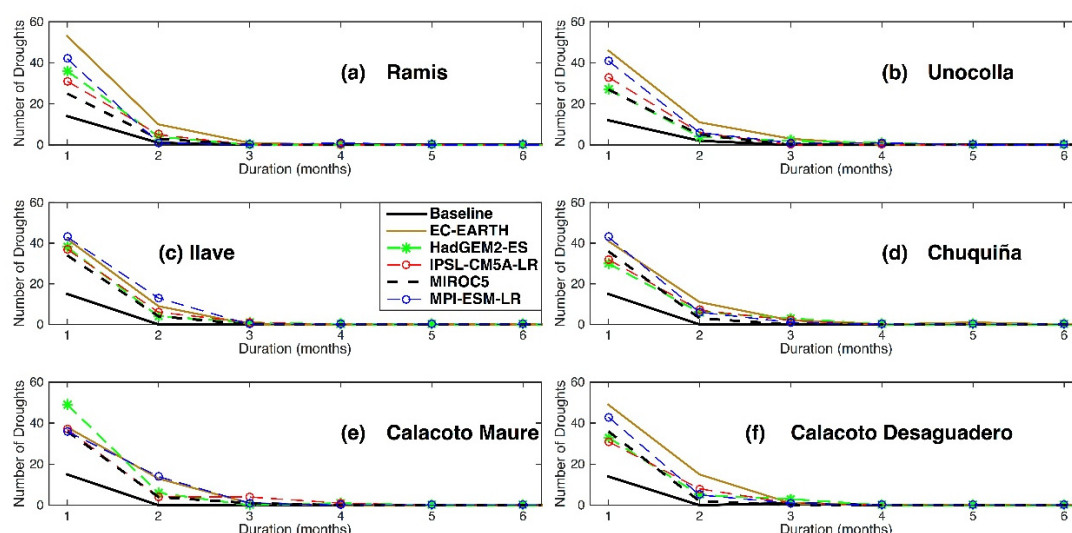 Number of Droughts
60
40
20
0
(a) Ramis
1 2 3 4 5 6
Duration (months)
Number of Droughts
60
40
20
0
(b) Unocolla
1 2 3 4 5 6
Duration (months)
Number of Droughts
60
40
20
0
(c) Ilave
Baseline
EC-EARTH
HadGEM2-ES
IPSL-CM5A-LR
MIROC5
MPI-ESM-LR
1 2 3 4 5 6
Duration (months)
Number of Droughts
60
40
20
0
(d) Chuquiña
1 2 3 4 5 6
Duration (months)
Number of Droughts
60
40
20
0
(e) Calacoto Maure
1 2 3 4 5 6
Duration (months)
Number of Droughts
60
40
20
0
(f) Calacoto Desaguadero
1 2 3 4 5 6
Duration (months)